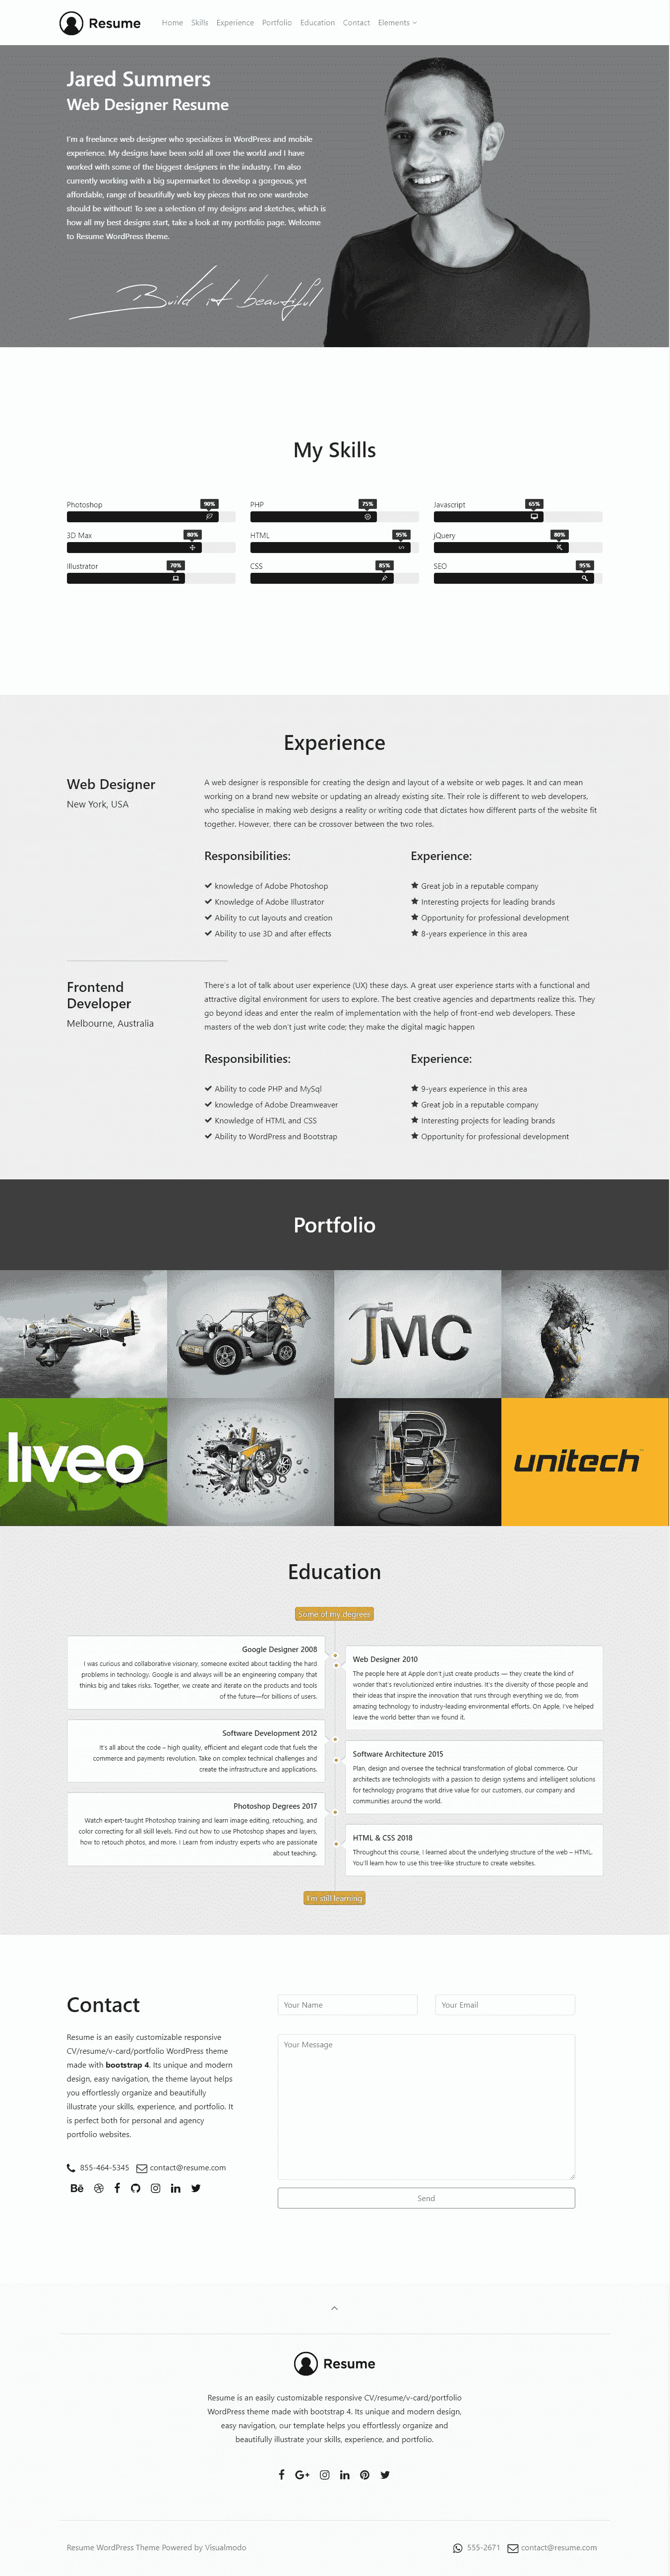 Resume
Home Skills Experience Portfolio Education Contact Elements
Jared Summers
Web Designer Resume
I'm a freelance web designer who specializes in WordPress and mobile
experience. My designs have been sold all over the world and I have
worked with some of the biggest designers in the industry. I'm also
currently working with a big supermarket to develop a gorgeous, yet
affordable, range of beautifully web key pieces that no one wardrobe
should be without! To see a selection of my designs and sketches, which is
how all my best designs start, take a look at my portfolio page. Welcome
to Resume WordPress theme.
Build it beautiful
My Skills
Photoshop 90%
PHP 75%
Javascript 65%
3D Max 80%
HTML 95%
jQuery 80%
Illustrator 70%
CSS 85%
SEO 95%
Experience
Web Designer
New York, USA
A web designer is responsible for creating the design and layout of a website or web pages. It and can mean
working on a brand new website or updating an already existing site. Their role is different to web developers,
who specialise in making web designs a reality or writing code that dictates how different parts of the website fit
together. However, there can be crossover between the two roles.
Responsibilities:
knowledge of Adobe Photoshop
Knowledge of Adobe Illustrator
Ability to cut layouts and creation
Ability to use 3D and after effects
Experience:
Great job in a reputable company
Interesting projects for leading brands
Opportunity for professional development
8-years experience in this area
Frontend
Developer
Melbourne, Australia
There's a lot of talk about user experience (UX) these days. A great user experience starts with a functional and
attractive digital environment for users to explore. The best creative agencies and departments realize this. They
go beyond ideas and enter the realm of implementation with the help of front-end web developers. These
masters of the web don't just write code; they make the digital magic happen
Responsibilities:
Ability to code PHP and MySql
knowledge of Adobe Dreamweaver
Knowledge of HTML and CSS
Ability to WordPress and Bootstrap
Experience:
9-years experience in this area
Great job in a reputable company
Interesting projects for leading brands
Opportunity for professional development
Portfolio
JMC
liveo
B
unitech
Education
Some of my degrees
Google Designer 2008
I was curious and collaborative visionary, someone excited about tackling the hard
problems in technology. Google is and always will be an engineering company that
thinks big and takes risks. Together, we create and iterate on the products and tools
of the future—for billions of users.
Web Designer 2010
The people here at Apple don't just create products — they create the kind of
wonder that's revolutionized entire industries. It's the diversity of those people and
their ideas that inspire the innovation that runs through everything we do, from
amazing technology to industry-leading environmental efforts. On Apple, I've helped
leave the world better than we found it.
Software Development 2012
It's all about the code – high quality, efficient and elegant code that fuels the
commerce and payments revolution. Take on complex technical challenges and
create the infrastructure and applications.
Software Architecture 2015
Plan, design and oversee the technical transformation of global commerce. Our
architects are technologists with a passion to design systems and intelligent solutions
for technology programs that drive value for our customers, our company and
communities around the world.
Photoshop Degrees 2017
Watch expert-taught Photoshop training and learn image editing, retouching, and
color correcting for all skill levels. Find out how to use Photoshop shapes and layers,
how to retouch photos, and more. I Learn from industry experts who are passionate
about teaching.
HTML & CSS 2018
Throughout this course, I learned about the underlying structure of the web – HTML.
You'll learn how to use this tree-like structure to create websites.
I'm still learning
Contact
Resume is an easily customizable responsive
CV/resume/v-card/portfolio WordPress theme
made with bootstrap 4. Its unique and modern
design, easy navigation, the theme layout helps
you effortlessly organize and beautifully
illustrate your skills, experience, and portfolio. It
is perfect both for personal and agency
portfolio websites.
855-464-5345 contact@resume.com
Your Name
Your Email
Your Message
Send
Resume
Resume is an easily customizable responsive CV/resume/v-card/portfolio
WordPress theme made with bootstrap 4. Its unique and modern design,
easy navigation, our template helps you effortlessly organize and
beautifully illustrate your skills, experience, and portfolio.
Resume WordPress Theme Powered by Visualmodo
555-2671 contact@resume.com